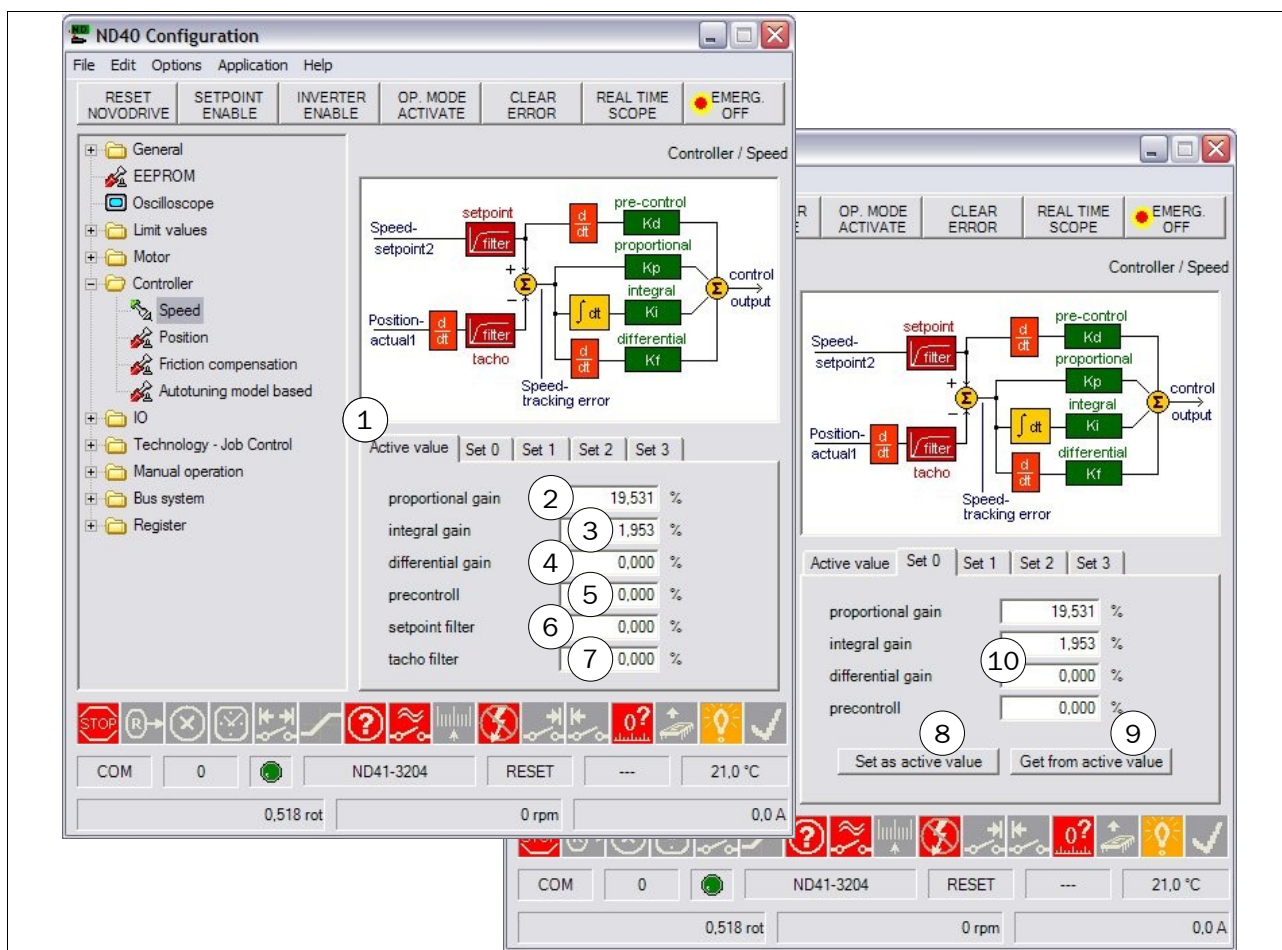 ND40 Configuration
File Edit Options Application Help
RESET NOVODRIVE
SETPOINT ENABLE
INVERTER ENABLE
OP. MODE ACTIVATE
CLEAR ERROR
REAL TIME SCOPE
EMERG. OFF
General
EEPROM
Oscilloscope
Limit values
Motor
Controller
Speed
Position
Friction compensation
Autotuning model based
IO
Technology - Job Control
Manual operation
Bus system
Register
Controller / Speed
Speed-
setpoint2
setpoint
filter
d
dt
pre-control
Kd
proportional
Kp
integral
∫ dt
Ki
differential
d
dt
Kf
+
Σ
−
Σ
control
output
Position-
actual1
d
dt
filter
tacho
Speed-
tracking error
1
Active value Set 0 Set 1 Set 2 Set 3
proportional gain 2 19,531 %
integral gain 3 1,953 %
differential gain 4 0,000 %
precontroll 5 0,000 %
setpoint filter 6 0,000 %
tacho filter 7 0,000 %
STOP R ? 0?
COM 0 ND41-3204 RESET --- 21,0 °C
0,518 rot 0 rpm 0,0 A
R
E
OP. MODE ACTIVATE
CLEAR ERROR
REAL TIME SCOPE
EMERG. OFF
Controller / Speed
Speed-
setpoint2
setpoint
filter
d
dt
pre-control
Kd
proportional
Kp
integral
∫ dt
Ki
differential
d
dt
Kf
+
Σ
−
Σ
control
output
Position-
actual1
d
dt
filter
tacho
Speed-
tracking error
Active value Set 0 Set 1 Set 2 Set 3
proportional gain 19,531 %
integral gain 1,953 %
10
differential gain 0,000 %
precontroll 0,000 %
8 9
Set as active value Get from active value
? 0?
COM 0 ND41-3204 RESET --- 21,0 °C
0,518 rot 0 rpm 0,0 A